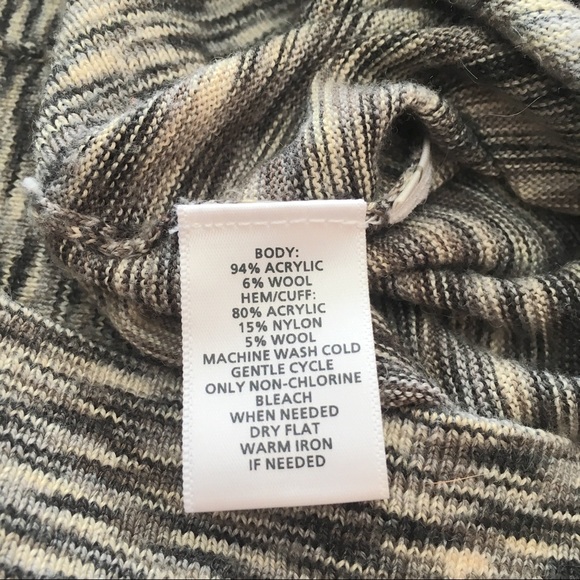 BODY:
94% ACRYLIC
6% WOOL
HEM/CUFF:
80% ACRYLIC
15% NYLON
5% WOOL
MACHINE WASH COLD
GENTLE CYCLE
ONLY NON-CHLORINE
BLEACH
WHEN NEEDED
DRY FLAT
WARM IRON
IF NEEDED